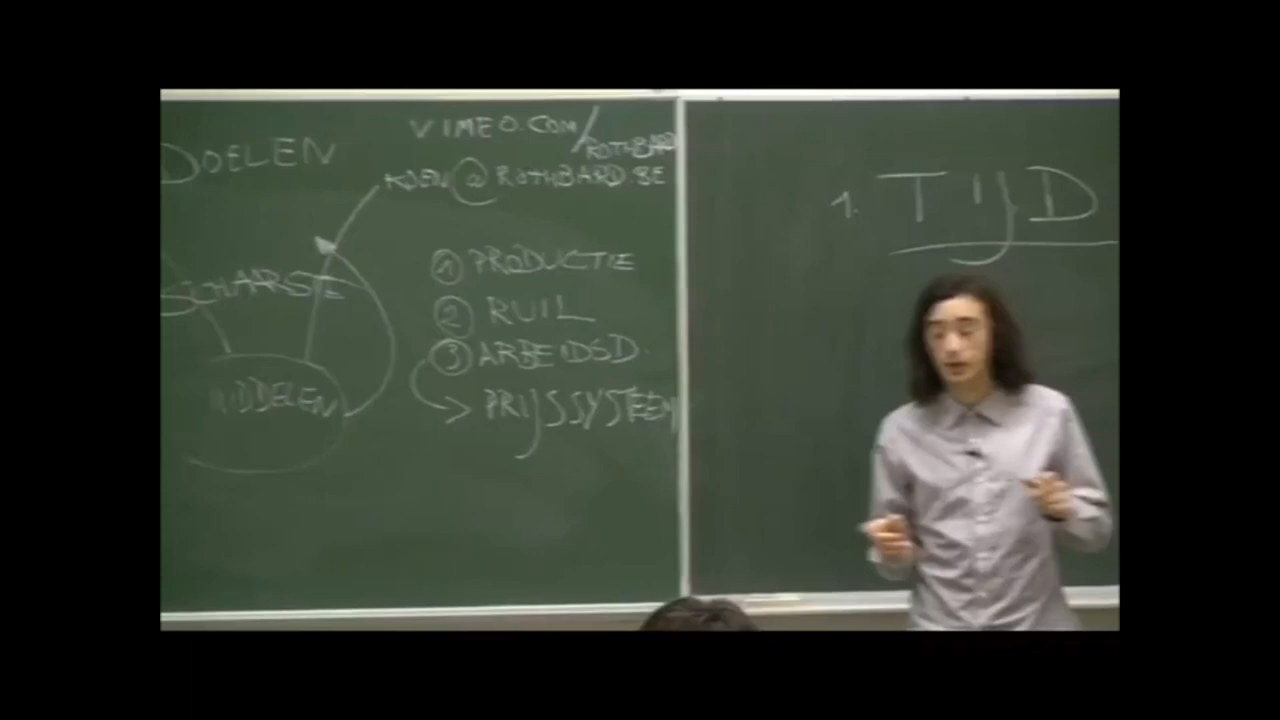 DOELEN
SCHAARSTE
MIDDELEN
VIMEO.COM/ROTHBARD
KOEN@ROTHBARD.BE
① PRODUCTIE
② RUIL
③ ARBEIDSD.
→ PRIJSSYSTEEM
1. TIJD